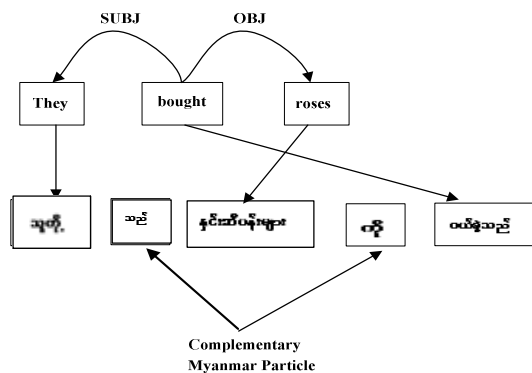 SUBJ OBJ
They bought roses
သူတို့ သည် နှင်းဆီပန်းများ ကို ဝယ်ခဲ့သည်
Complementary
Myanmar Particle